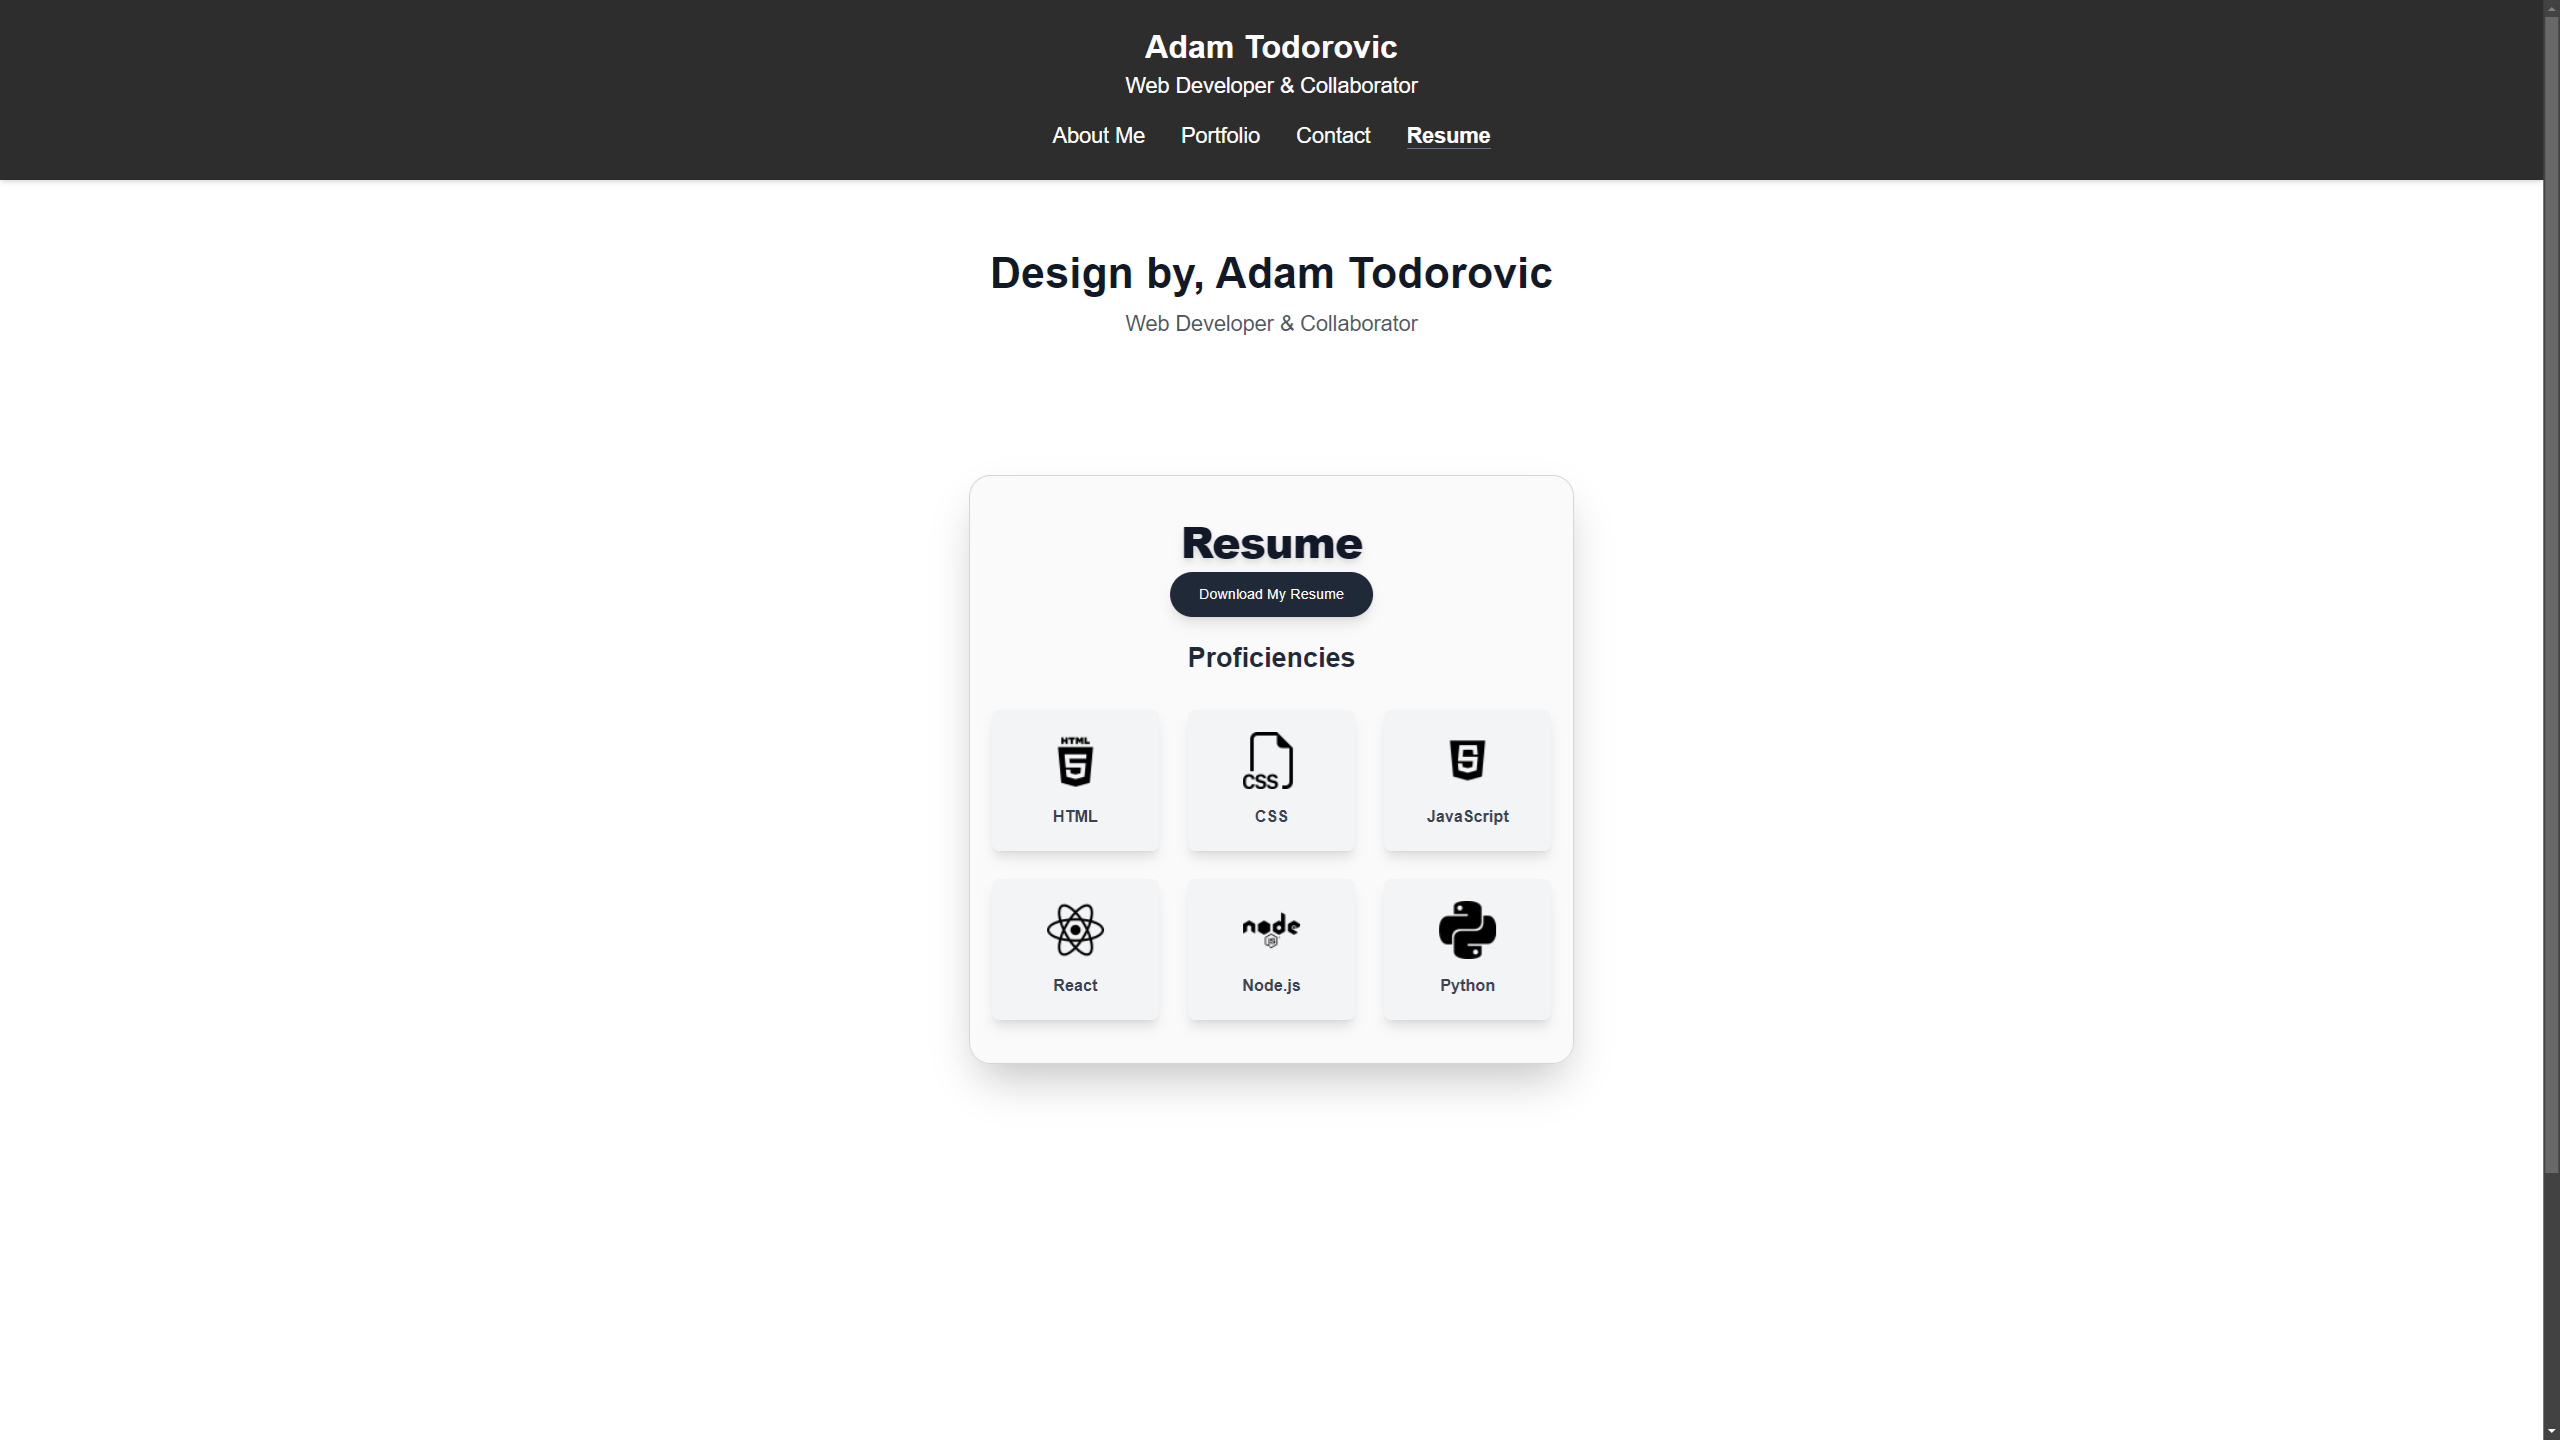 Adam Todorovic
Web Developer & Collaborator
About Me Portfolio Contact Resume
Design by, Adam Todorovic
Web Developer & Collaborator
Resume
Download My Resume
Proficiencies
HTML
CSS
HTML CSS JavaScript
node
JS
React Node.js Python